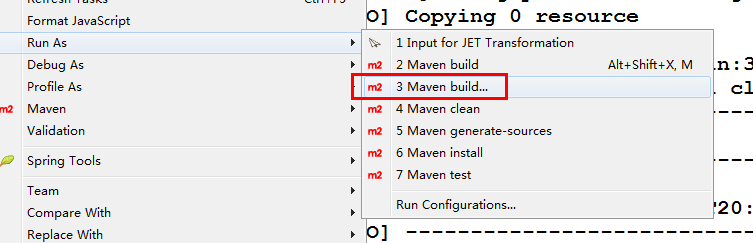 Refresh Tasks Ctrl+F5
Format JavaScript
Run As
Debug As
Profile As
m2 Maven
Validation
Spring Tools
Team
Compare With
Replace With
1 Input for JET Transformation
m2 2 Maven build Alt+Shift+X, M
m2 3 Maven build...
m2 4 Maven clean
m2 5 Maven generate-sources
m2 6 Maven install
m2 7 Maven test
Run Configurations...
O] Copying 0 resource
n:3
cl
----
----
T20:
O] ----------------------------